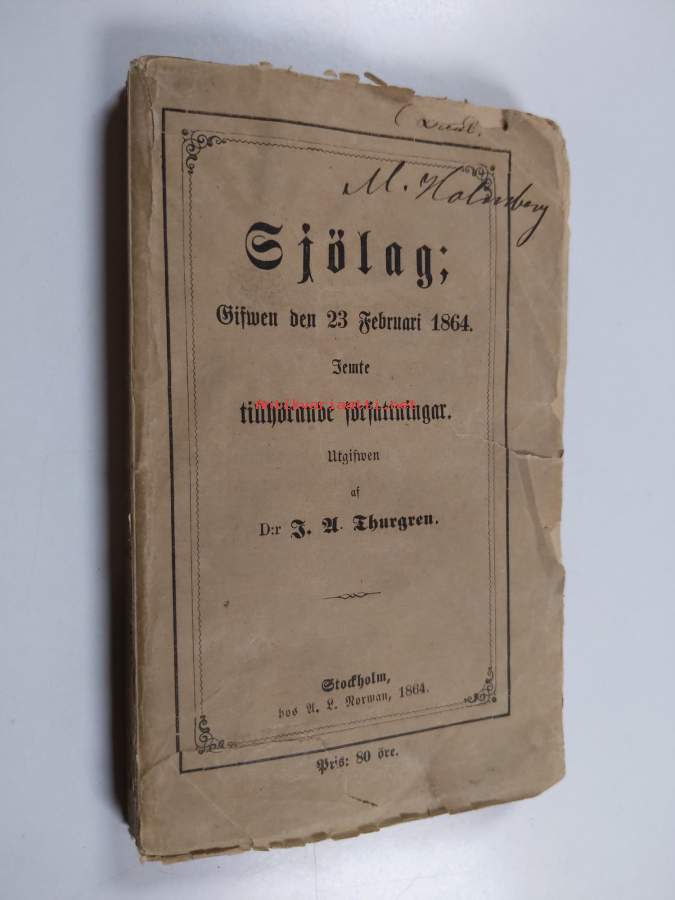 M. Holmberg
Sjölag;
Gifwen den 23 Februari 1864.
Jemte
tillhörande författningar.
Utgifwen
af
D:r J. A. Thurgren.
Stockholm,
hos A. L. Norman, 1864.
Pris: 80 öre.